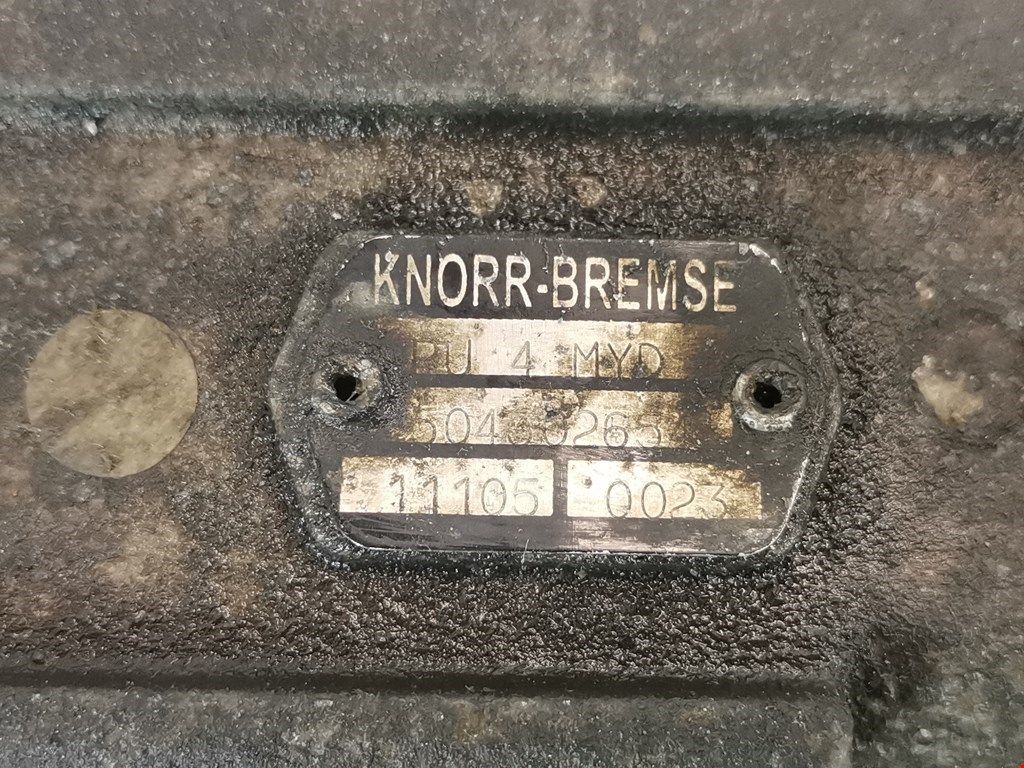 KNORR-BREMSE
PU 4 MYD
11105 0023